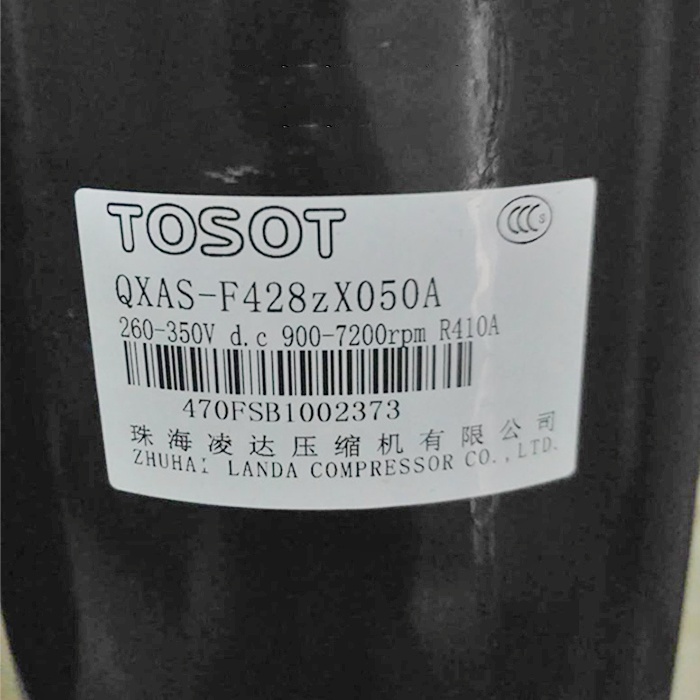 TOSOT
CCC S
QXAS-F428zX050A
260-350V d.c 900-7200rpm R410A
470FSB1002373
珠海凌达压缩机有限公司
ZHUHAI LANDA COMPRESSOR CO.,LTD.